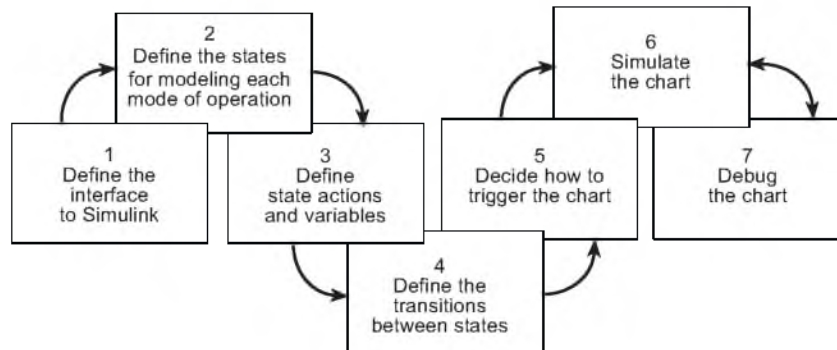 1
Define the
interface
to Simulink
2
Define the states
for modeling each
mode of operation
3
Define
state actions
and variables
4
Define the
transitions
between states
5
Decide how to
trigger the chart
6
Simulate
the chart
7
Debug
the chart